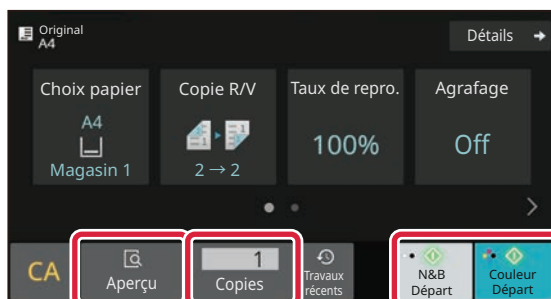 Original
A4
Détails
Choix papier
A4
Magasin 1
Copie R/V
2 → 2
Taux de repro.
100%
Agrafage
Off
CA
Aperçu
1
Copies
Travaux
récents
N&B
Départ
Couleur
Départ